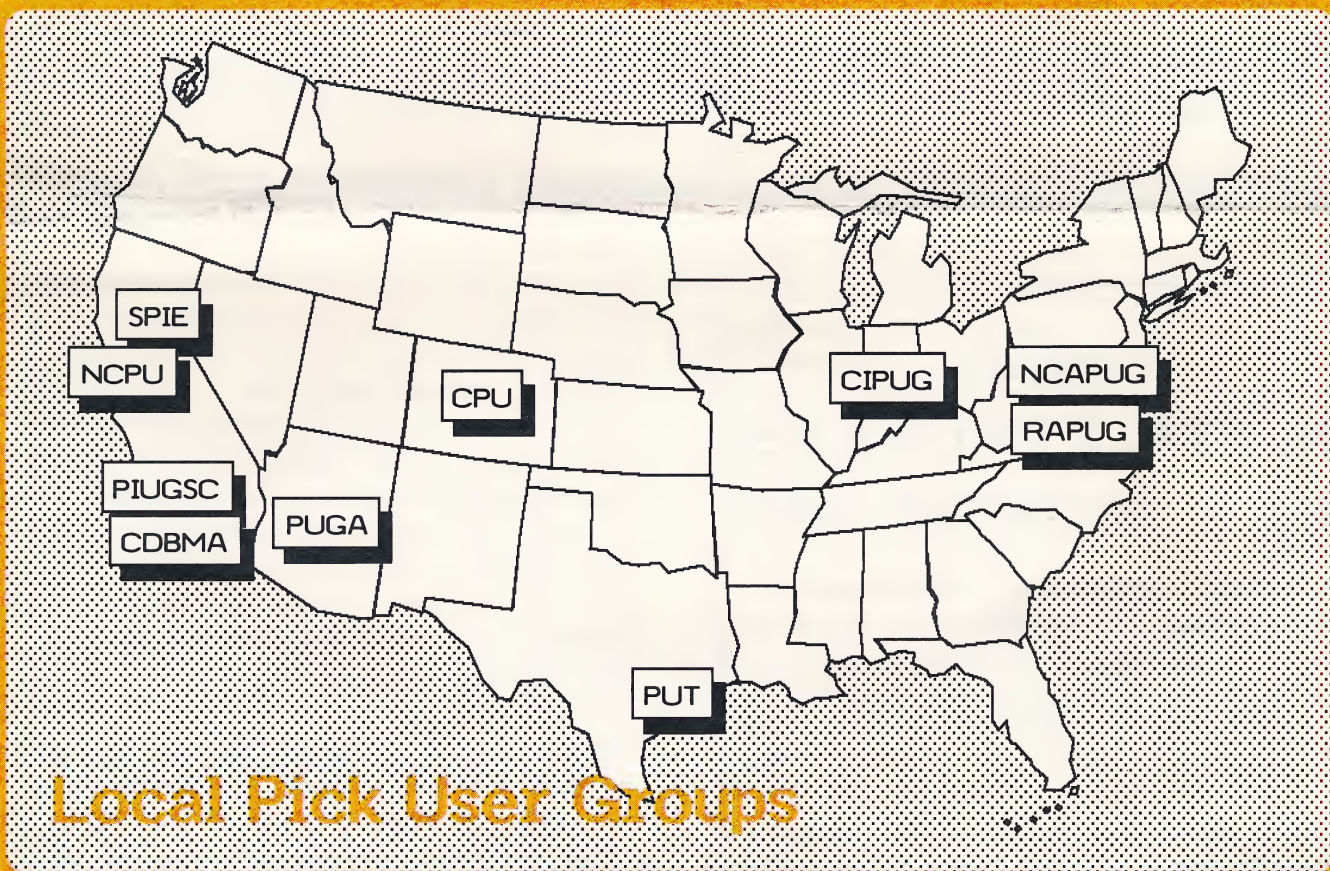 SPIE
NCPU
CPU
CIPUG
NCAPUG
RAPUG
PIUGSC
PUGA
CDBMA
PUT
Local Pick User Groups